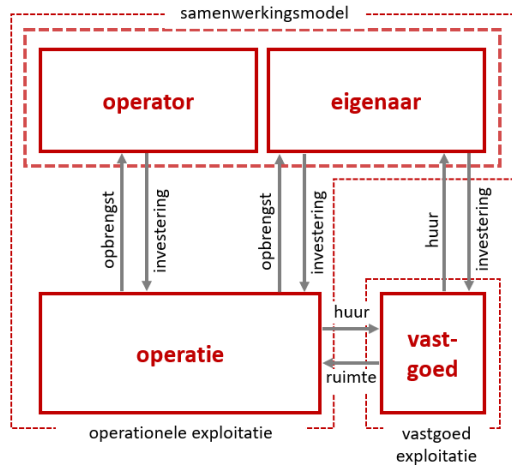 samenwerkingsmodel
operator
eigenaar
opbrengst
investering
opbrengst
investering
huur
investering
operatie
huur
ruimte
vast-
goed
operationele exploitatie
vastgoed
exploitatie